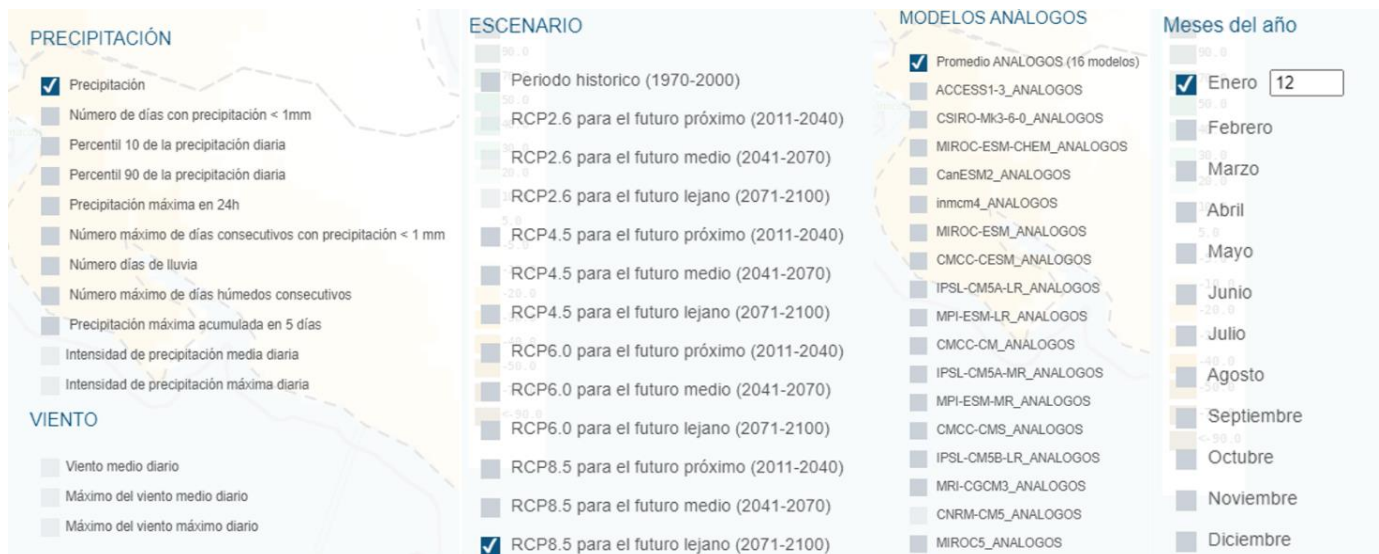 PRECIPITACIÓN
Precipitación
Número de días con precipitación < 1mm
Percentil 10 de la precipitación diaria
Percentil 90 de la precipitación diaria
Precipitación máxima en 24h
Número máximo de días consecutivos con precipitación < 1 mm
Número días de lluvia
Número máximo de días húmedos consecutivos
Precipitación máxima acumulada en 5 días
Intensidad de precipitación media diaria
Intensidad de precipitación máxima diaria
VIENTO
Viento medio diario
Máximo del viento medio diario
Máximo del viento máximo diario
ESCENARIO
Periodo historico (1970-2000)
RCP2.6 para el futuro próximo (2011-2040)
RCP2.6 para el futuro medio (2041-2070)
RCP2.6 para el futuro lejano (2071-2100)
RCP4.5 para el futuro próximo (2011-2040)
RCP4.5 para el futuro medio (2041-2070)
RCP4.5 para el futuro lejano (2071-2100)
RCP6.0 para el futuro próximo (2011-2040)
RCP6.0 para el futuro medio (2041-2070)
RCP6.0 para el futuro lejano (2071-2100)
RCP8.5 para el futuro próximo (2011-2040)
RCP8.5 para el futuro medio (2041-2070)
RCP8.5 para el futuro lejano (2071-2100)
MODELOS ANÁLOGOS
Promedio ANALOGOS (16 modelos)
ACCESS1-3_ANALOGOS
CSIRO-Mk3-6-0_ANALOGOS
MIROC-ESM-CHEM_ANALOGOS
CanESM2_ANALOGOS
inmcm4_ANALOGOS
MIROC-ESM_ANALOGOS
CMCC-CESM_ANALOGOS
IPSL-CM5A-LR_ANALOGOS
MPI-ESM-LR_ANALOGOS
CMCC-CM_ANALOGOS
IPSL-CM5A-MR_ANALOGOS
MPI-ESM-MR_ANALOGOS
CMCC-CMS_ANALOGOS
IPSL-CM5B-LR_ANALOGOS
MRI-CGCM3_ANALOGOS
CNRM-CM5_ANALOGOS
MIROC5_ANALOGOS
Meses del año
Enero 12
Febrero
Marzo
Abril
Mayo
Junio
Julio
Agosto
Septiembre
Octubre
Noviembre
Diciembre